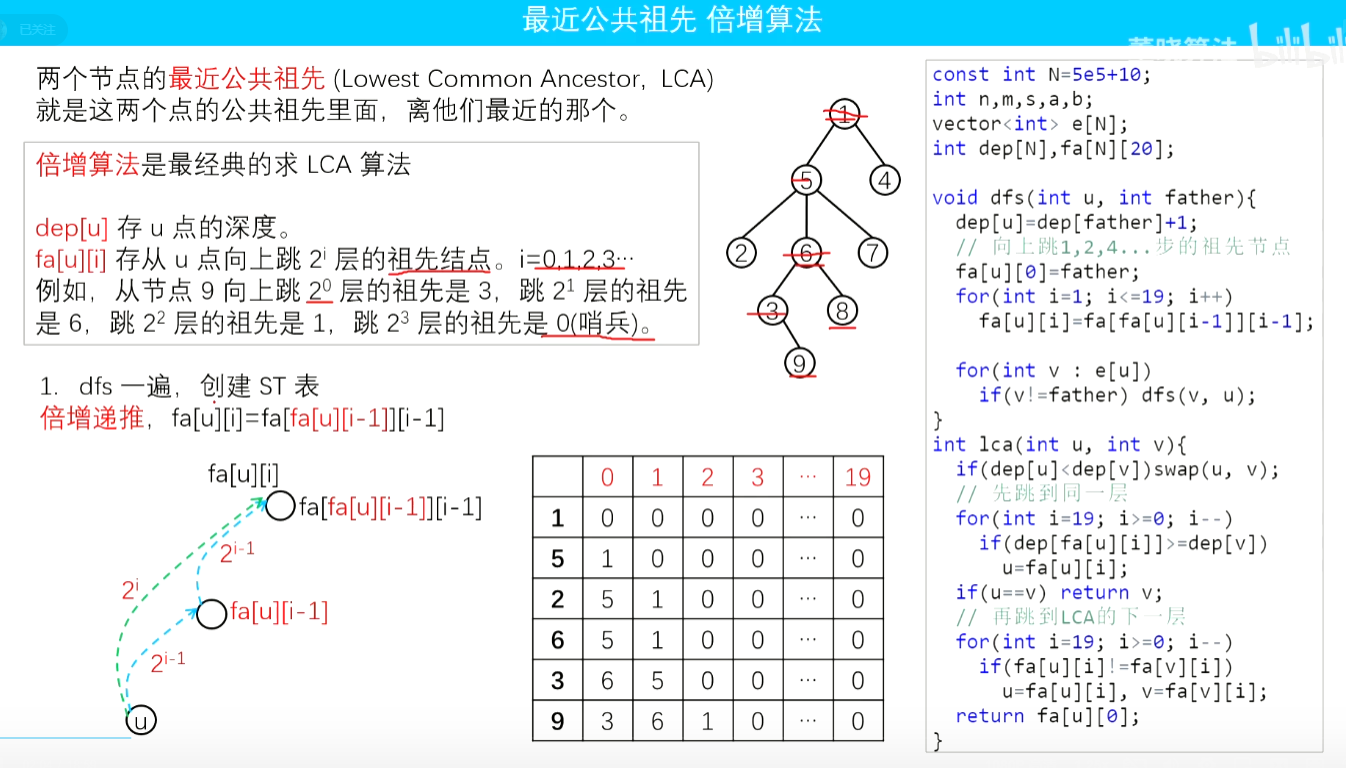 最近公共祖先 倍增算法
已关注
董晓算法 bilibili
两个节点的最近公共祖先 (Lowest Common Ancestor，LCA)
就是这两个点的公共祖先里面，离他们最近的那个。
倍增算法是最经典的求 LCA 算法
dep[u] 存 u 点的深度。
fa[u][i] 存从 u 点向上跳 2ⁱ 层的祖先结点。i=0,1,2,3···
例如，从节点 9 向上跳 2⁰ 层的祖先是 3，跳 2¹ 层的祖先
是 6，跳 2² 层的祖先是 1，跳 2³ 层的祖先是 0(哨兵)。
1. dfs 一遍，创建 ST 表
倍增递推，fa[u][i]=fa[fa[u][i-1]][i-1]
fa[u][i]
fa[fa[u][i-1]][i-1]
2ⁱ⁻¹
2ⁱ
fa[u][i-1]
2ⁱ⁻¹
u
1
5 4
2 6 7
3 8
9
0 1 2 3 ··· 19
1 0 0 0 0 ··· 0
5 1 0 0 0 ··· 0
2 5 1 0 0 ··· 0
6 5 1 0 0 ··· 0
3 6 5 0 0 ··· 0
9 3 6 1 0 ··· 0
const int N=5e5+10;
int n,m,s,a,b;
vector<int> e[N];
int dep[N],fa[N][20];
void dfs(int u, int father){
dep[u]=dep[father]+1;
// 向上跳1,2,4...步的祖先节点
fa[u][0]=father;
for(int i=1; i<=19; i++)
fa[u][i]=fa[fa[u][i-1]][i-1];
for(int v : e[u])
if(v!=father) dfs(v, u);
}
int lca(int u, int v){
if(dep[u]<dep[v])swap(u, v);
// 先跳到同一层
for(int i=19; i>=0; i--)
if(dep[fa[u][i]]>=dep[v])
u=fa[u][i];
if(u==v) return v;
// 再跳到LCA的下一层
for(int i=19; i>=0; i--)
if(fa[u][i]!=fa[v][i])
u=fa[u][i], v=fa[v][i];
return fa[u][0];
}